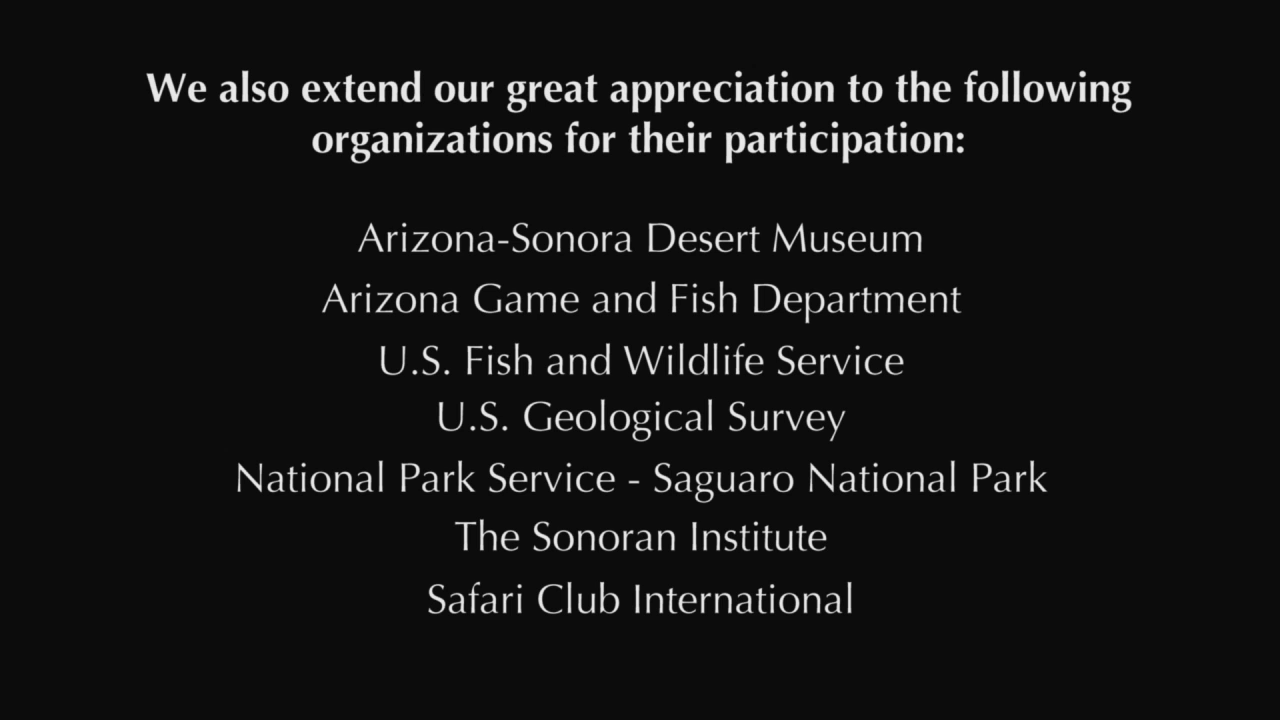 We also extend our great appreciation to the following
organizations for their participation:
Arizona-Sonora Desert Museum
Arizona Game and Fish Department
U.S. Fish and Wildlife Service
U.S. Geological Survey
National Park Service - Saguaro National Park
The Sonoran Institute
Safari Club International